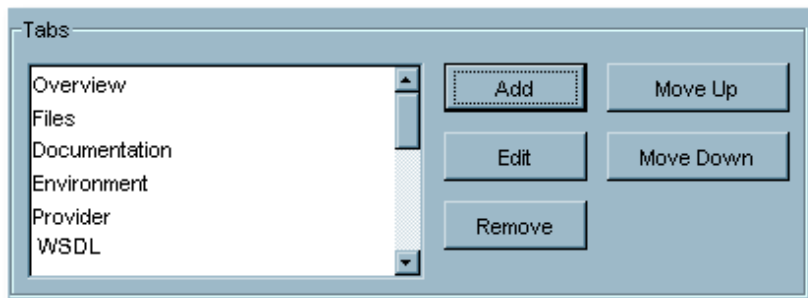 Tabs
Overview
Files
Documentation
Environment
Provider
WSDL
Add
Move Up
Edit
Move Down
Remove